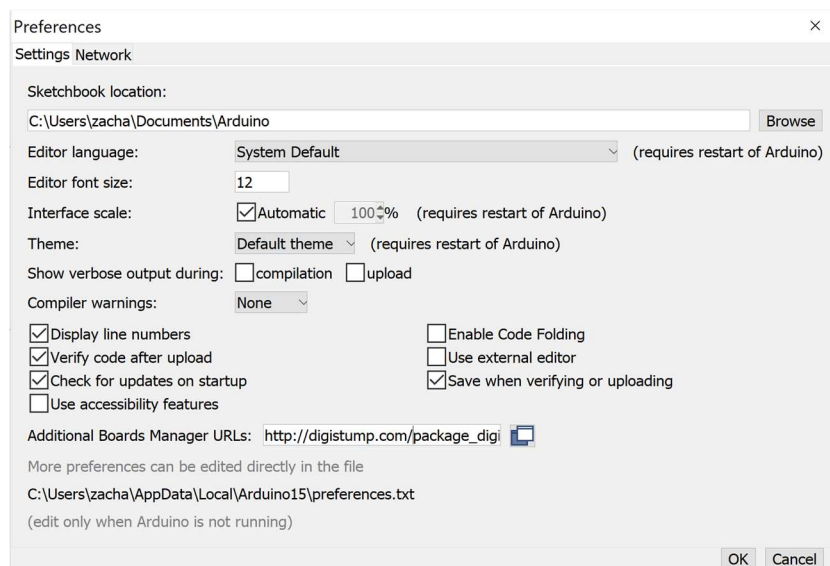 Preferences
Settings Network
Sketchbook location:
C:\Users\zacha\Documents\Arduino Browse
Editor language: System Default (requires restart of Arduino)
Editor font size: 12
Interface scale: Automatic 100 % (requires restart of Arduino)
Theme: Default theme (requires restart of Arduino)
Show verbose output during: compilation upload
Compiler warnings: None
Display line numbers Enable Code Folding
Verify code after upload Use external editor
Check for updates on startup Save when verifying or uploading
Use accessibility features
Additional Boards Manager URLs: http://digistump.com/package_digi
More preferences can be edited directly in the file
C:\Users\zacha\AppData\Local\Arduino15\preferences.txt
(edit only when Arduino is not running)
OK Cancel